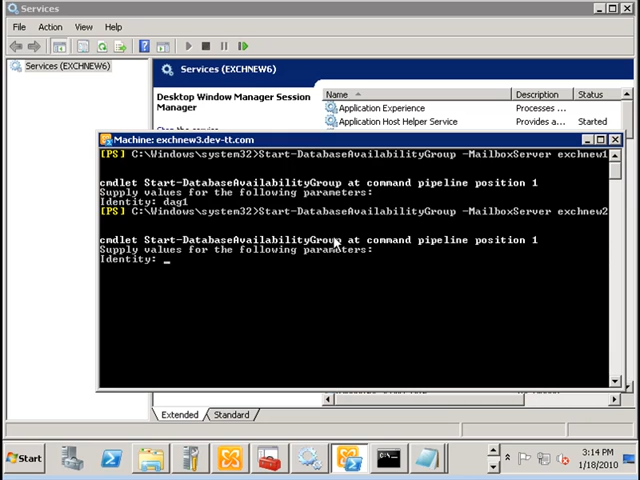 Services
File Action View Help
Services (EXCHNEW6)
Services (EXCHNEW6)
Desktop Window Manager Session
Manager
Name
Description
Status
Application Experience
Processes ...
Application Host Helper Service
Provides a...
Started
Machine: exchnew3.dev-tt.com
[PS] C:\Windows\system32>Start-DatabaseAvailabilityGroup -MailboxServer exchnew1
cmdlet Start-DatabaseAvailabilityGroup at command pipeline position 1
Supply values for the following parameters:
Identity: dag1
[PS] C:\Windows\system32>Start-DatabaseAvailabilityGroup -MailboxServer exchnew2
cmdlet Start-DatabaseAvailabilityGroup at command pipeline position 1
Supply values for the following parameters:
Identity: _
Extended
Standard
Start
3:14 PM
1/18/2010